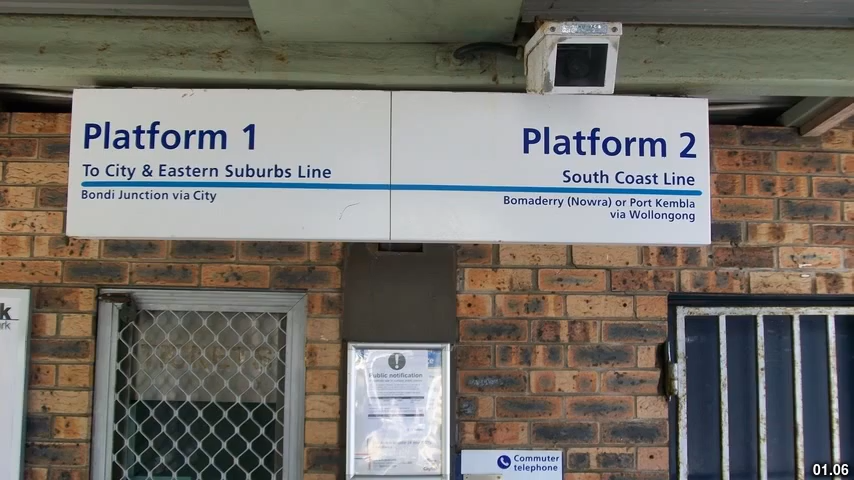 Platform 1
To City & Eastern Suburbs Line
Bondi Junction via City
Platform 2
South Coast Line
Bomaderry (Nowra) or Port Kembla
via Wollongong
TICKETS
Public notification
Commuter
telephone
01.06